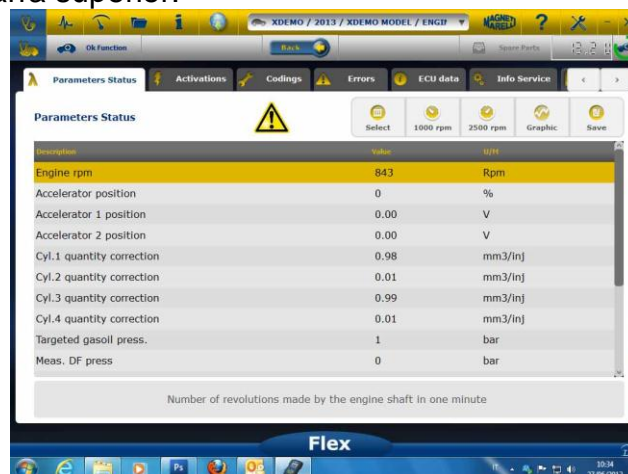 XDEMO / 2013 / XDEMO MODEL / ENGI
MAGNETI MARELLI
?
Ok Function
Back
Spare Parts
Parameters Status
Activations
Codings
Errors
ECU data
Info Service
Parameters Status
Select
1000 rpm
2500 rpm
Graphic
Save
Description Value U/M
Engine rpm 843 Rpm
Accelerator position 0 %
Accelerator 1 position 0.00 V
Accelerator 2 position 0.00 V
Cyl.1 quantity correction 0.98 mm3/inj
Cyl.2 quantity correction 0.01 mm3/inj
Cyl.3 quantity correction 0.99 mm3/inj
Cyl.4 quantity correction 0.01 mm3/inj
Targeted gasoil press. 1 bar
Meas. DF press 0 bar
Number of revolutions made by the engine shaft in one minute
Flex
Ps
IT
10:34